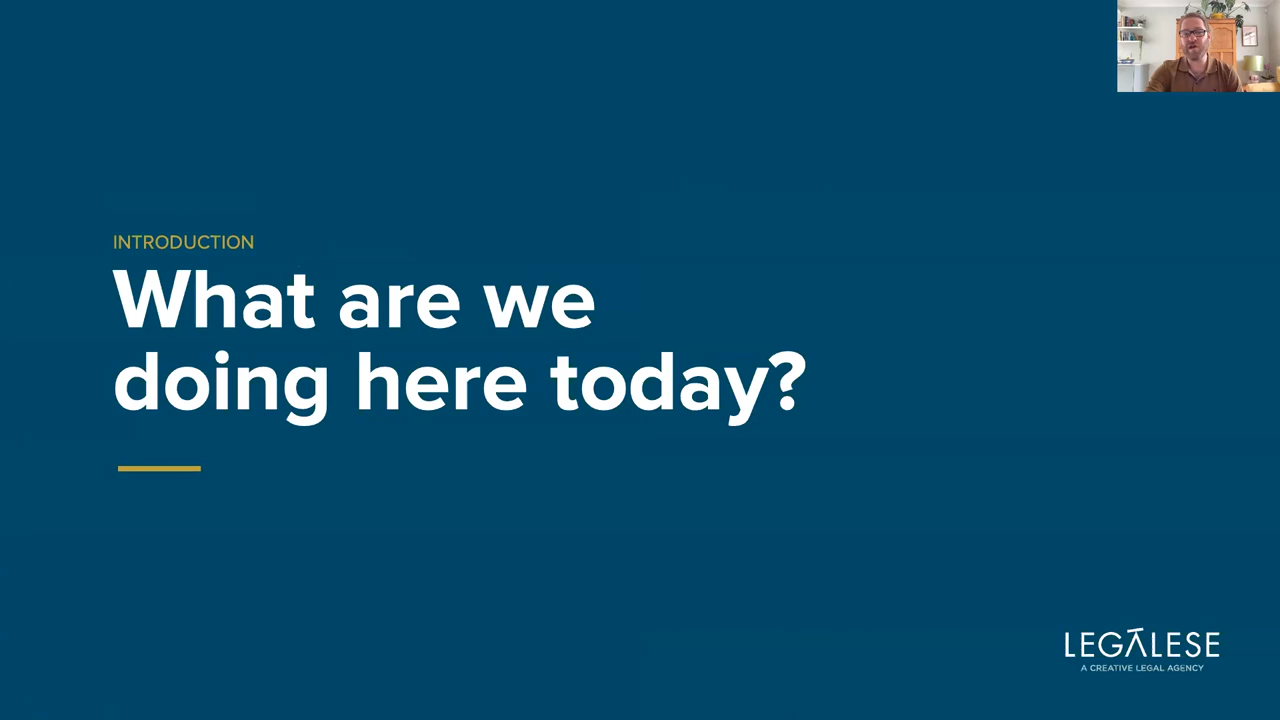 INTRODUCTION
What are we
doing here today?
LEGALESE
A CREATIVE LEGAL AGENCY